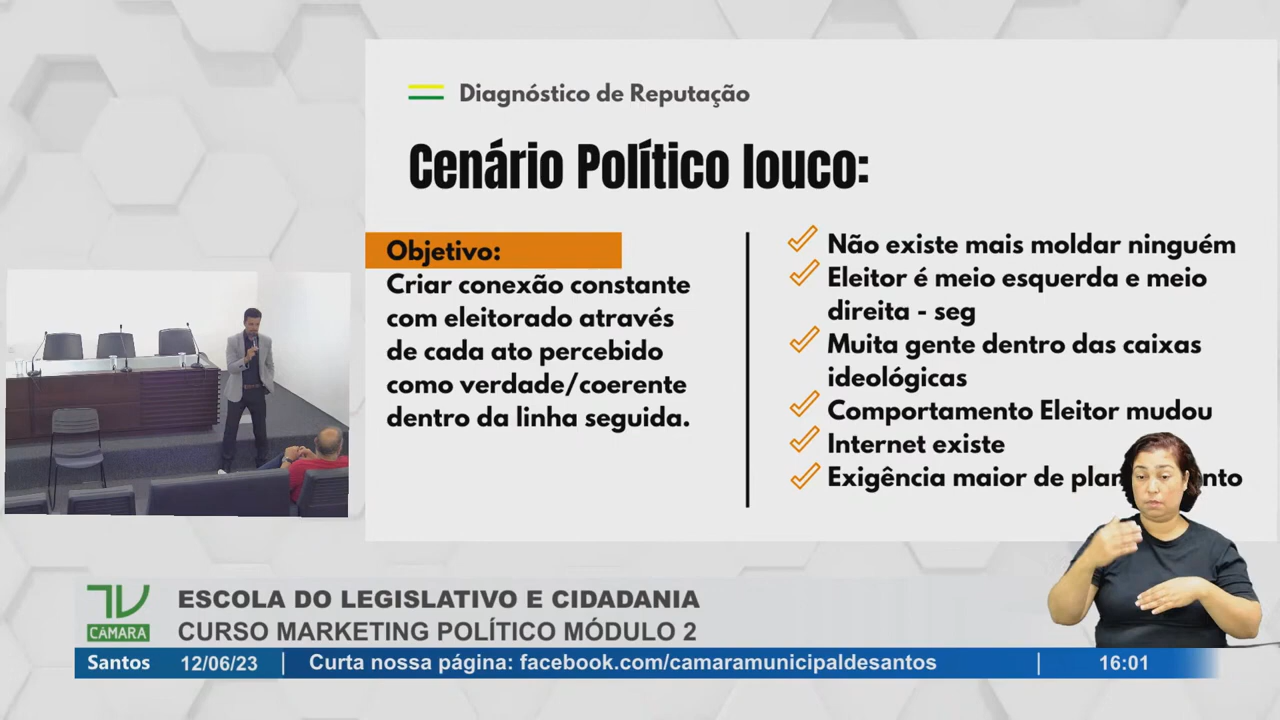 Diagnóstico de Reputação
Cenário Político louco:
Objetivo:
Criar conexão constante
com eleitorado através
de cada ato percebido
como verdade/coerente
dentro da linha seguida.
Não existe mais moldar ninguém
Eleitor é meio esquerda e meio
direita - seg
Muita gente dentro das caixas
ideológicas
Comportamento Eleitor mudou
Internet existe
Exigência maior de
TV
CÂMARA
ESCOLA DO LEGISLATIVO E CIDADANIA
CURSO MARKETING POLÍTICO MÓDULO 2
Santos 12/06/23 | Curta nossa página: facebook.com/camaramunicipaldesantos | 16:01